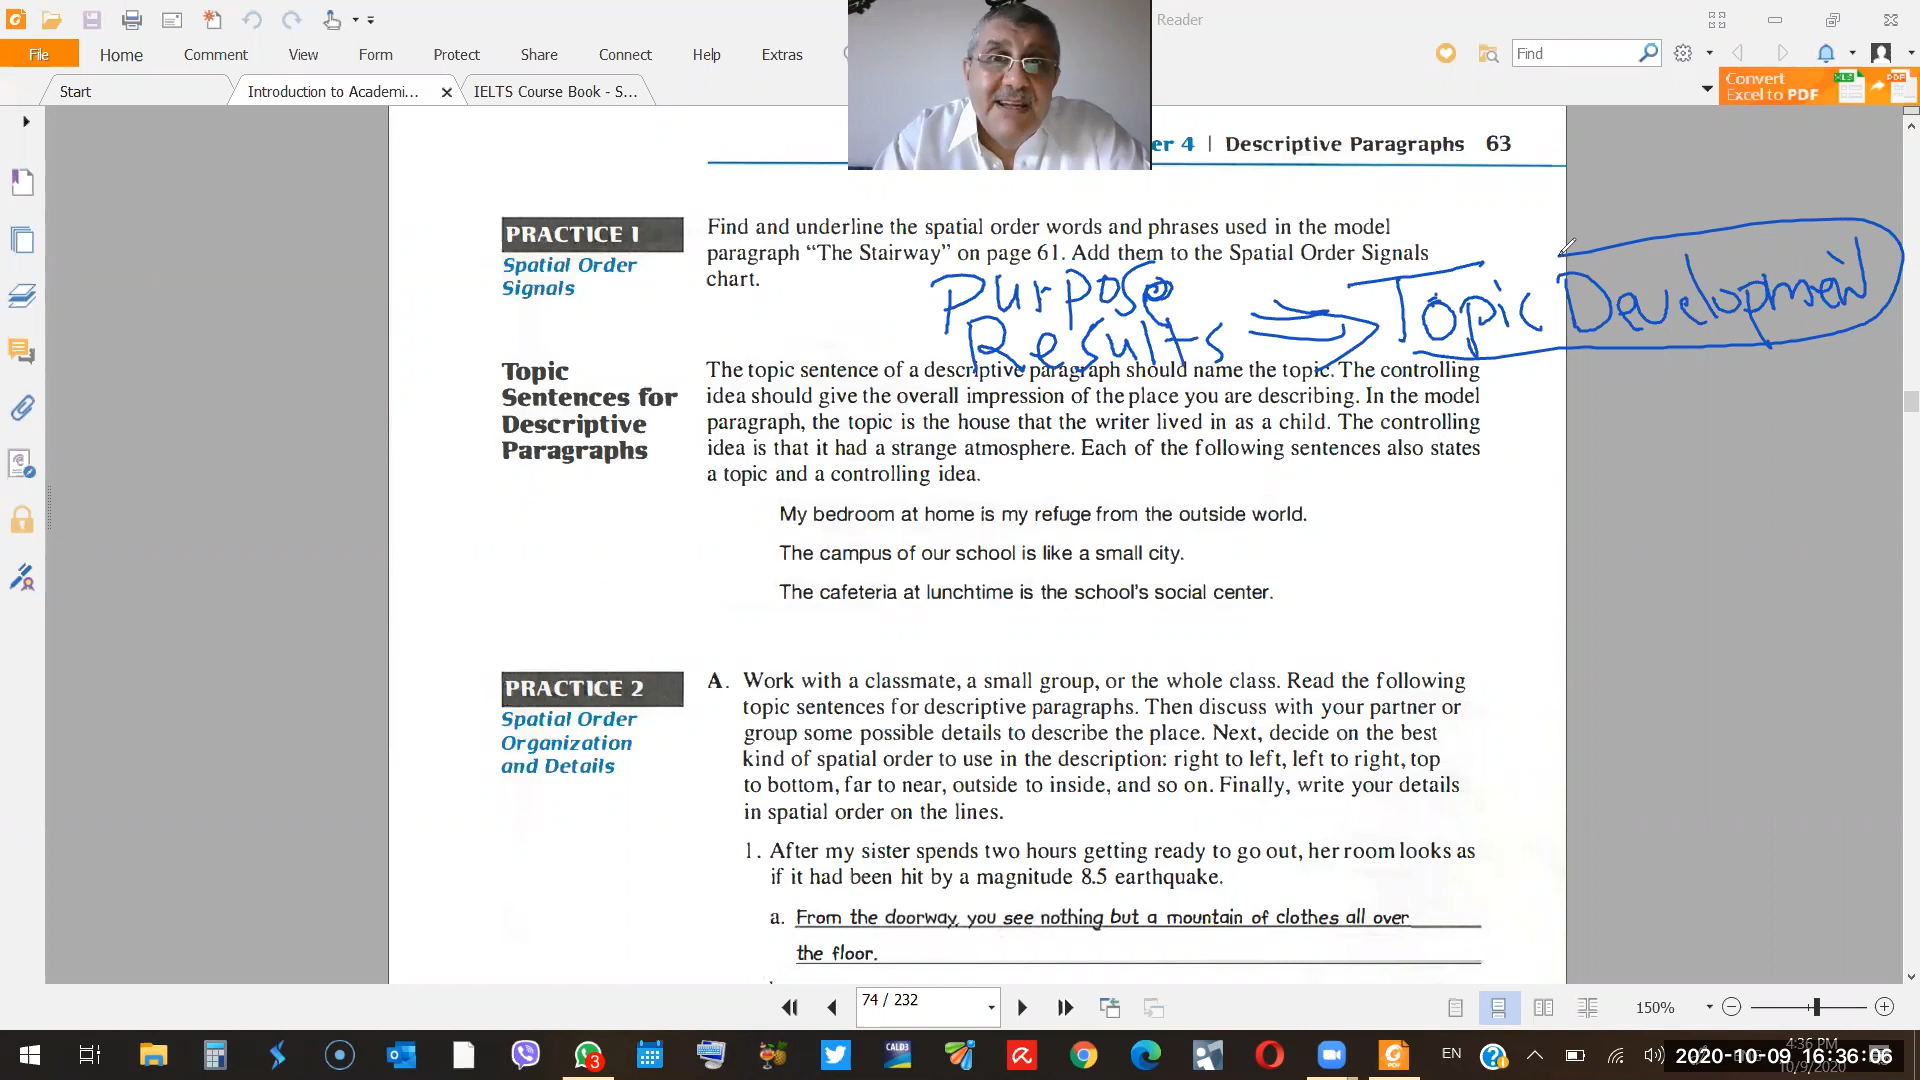 Reader
File Home Comment View Form Protect Share Connect Help Extras
Find
Start
Introduction to Academi...
IELTS Course Book - S...
Convert
Excel to PDF
er 4 | Descriptive Paragraphs 63
PRACTICE 1
Spatial Order
Signals
Find and underline the spatial order words and phrases used in the model
paragraph “The Stairway” on page 61. Add them to the Spatial Order Signals
chart.
Purpose
Results
Topic Development
Topic
Sentences for
Descriptive
Paragraphs
The topic sentence of a descriptive paragraph should name the topic. The controlling
idea should give the overall impression of the place you are describing. In the model
paragraph, the topic is the house that the writer lived in as a child. The controlling
idea is that it had a strange atmosphere. Each of the following sentences also states
a topic and a controlling idea.
My bedroom at home is my refuge from the outside world.
The campus of our school is like a small city.
The cafeteria at lunchtime is the school's social center.
PRACTICE 2
Spatial Order
Organization
and Details
A. Work with a classmate, a small group, or the whole class. Read the following
topic sentences for descriptive paragraphs. Then discuss with your partner or
group some possible details to describe the place. Next, decide on the best
kind of spatial order to use in the description: right to left, left to right, top
to bottom, far to near, outside to inside, and so on. Finally, write your details
in spatial order on the lines.
1. After my sister spends two hours getting ready to go out, her room looks as
if it had been hit by a magnitude 8.5 earthquake.
a. From the doorway, you see nothing but a mountain of clothes all over
the floor.
74 / 232
150%
CALD3
3
EN
4:36 PM
10/9/2020
2020-10-09 16:36:06